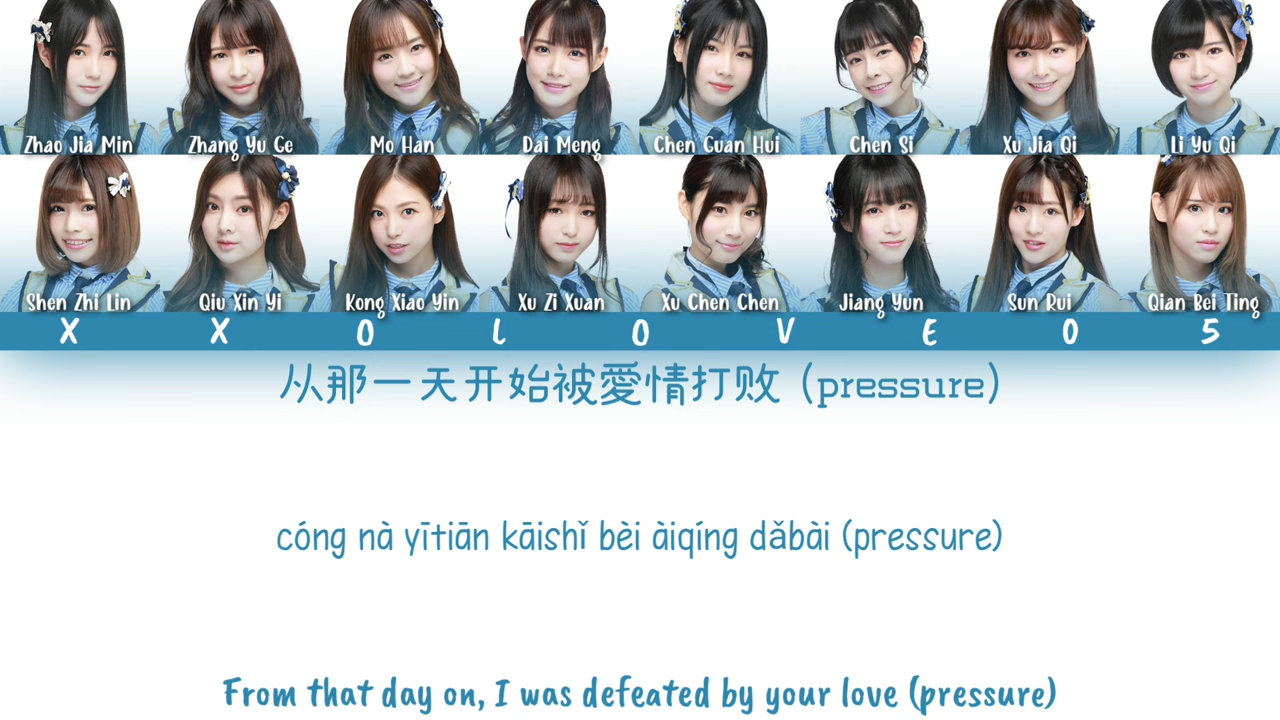 Zhao Jia Min Zhang Yu Ge Mo Han Dai Meng Chen Guan Hui Chen Si Xu Jia Qi Li Yu Qi
Shen Zhi Lin Qiu Xin Yi Kong Xiao Yin Xu Zi Xuan Xu Chen Chen Jiang Yun Sun Rui Qian Bei Ting
X X O L O V E 0 5
从那一天开始被愛情打败 (pressure)
cóng nà yītiān kāishǐ bèi àiqíng dǎbài (pressure)
From that day on, I was defeated by your love (pressure)